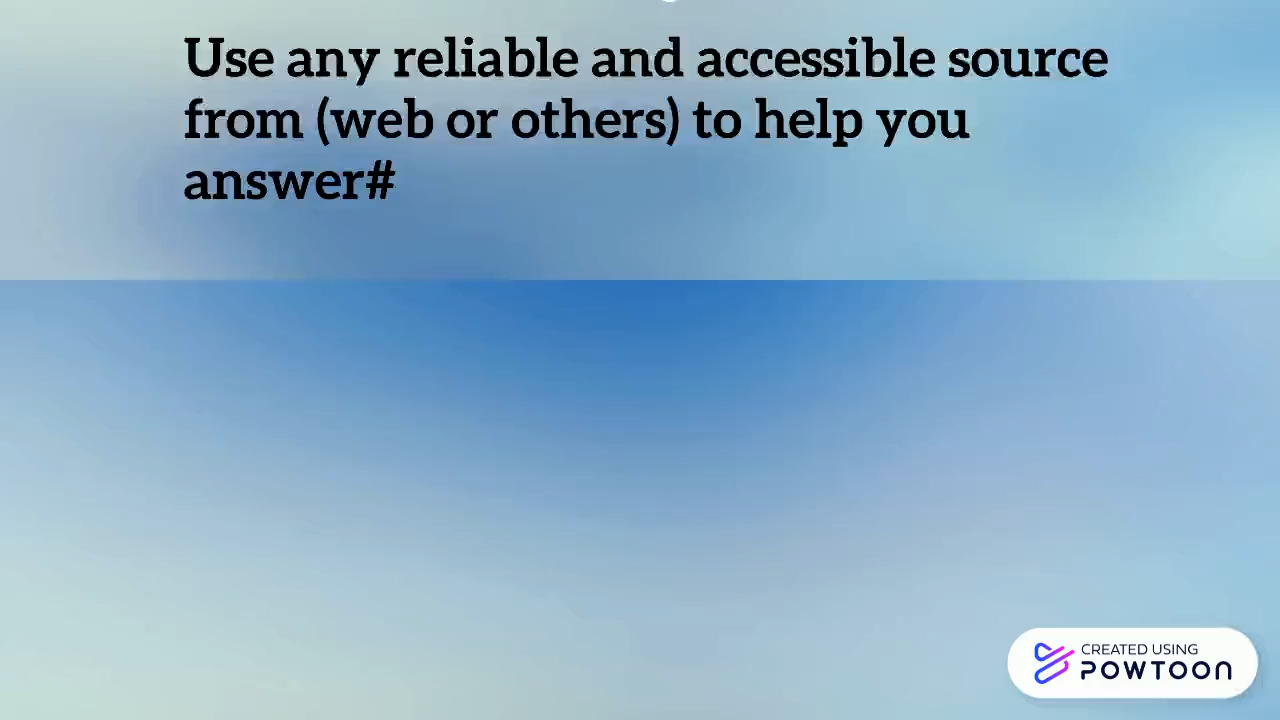 Use any reliable and accessible source
from (web or others) to help you
answer#
CREATED USING
POWTOON